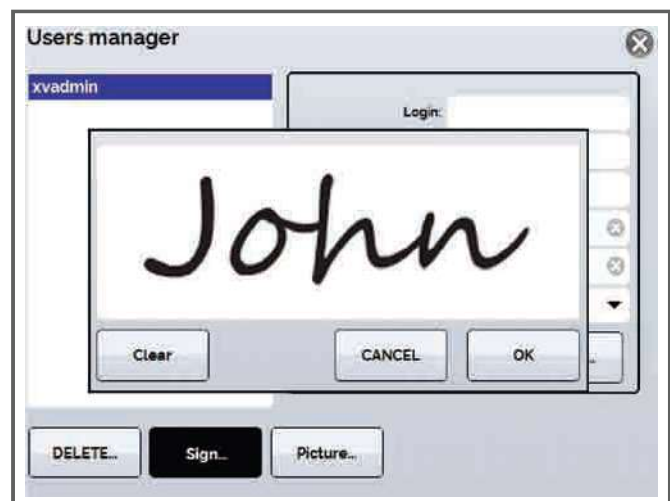 Users manager
xvadmin
Login:
John
Clear CANCEL OK
DELETE... Sign... Picture...